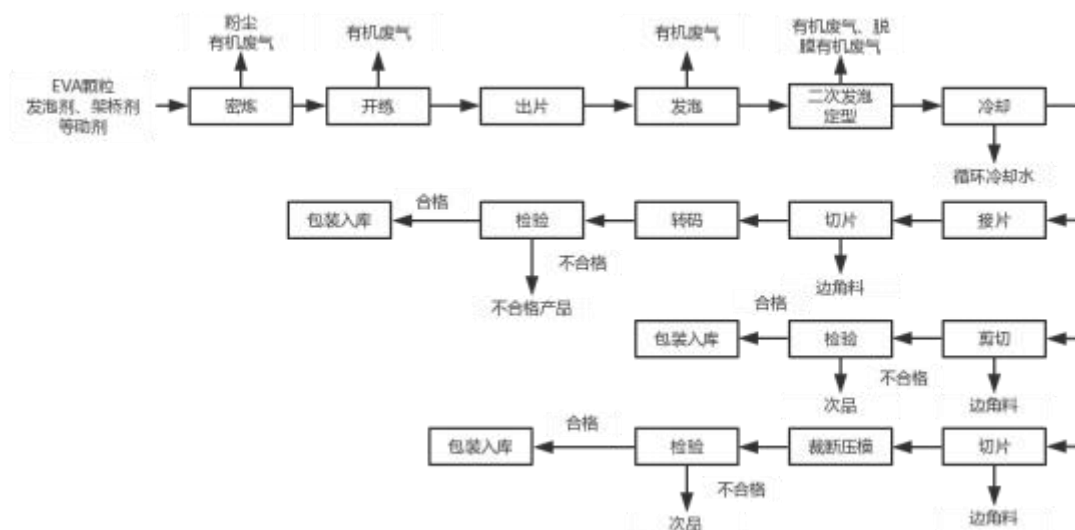 粉尘
有机废气
有机废气
有机废气
有机废气、脱
膜有机废气
EVA颗粒
发泡剂、架桥剂
等助剂
密炼
开练
出片
发泡
二次发泡
定型
冷却
循环冷却水
包装入库
合格
检验
转码
切片
接片
不合格
不合格产品
边角料
合格
包装入库
检验
剪切
不合格
次品
边角料
合格
包装入库
检验
裁断压模
切片
不合格
次品
边角料